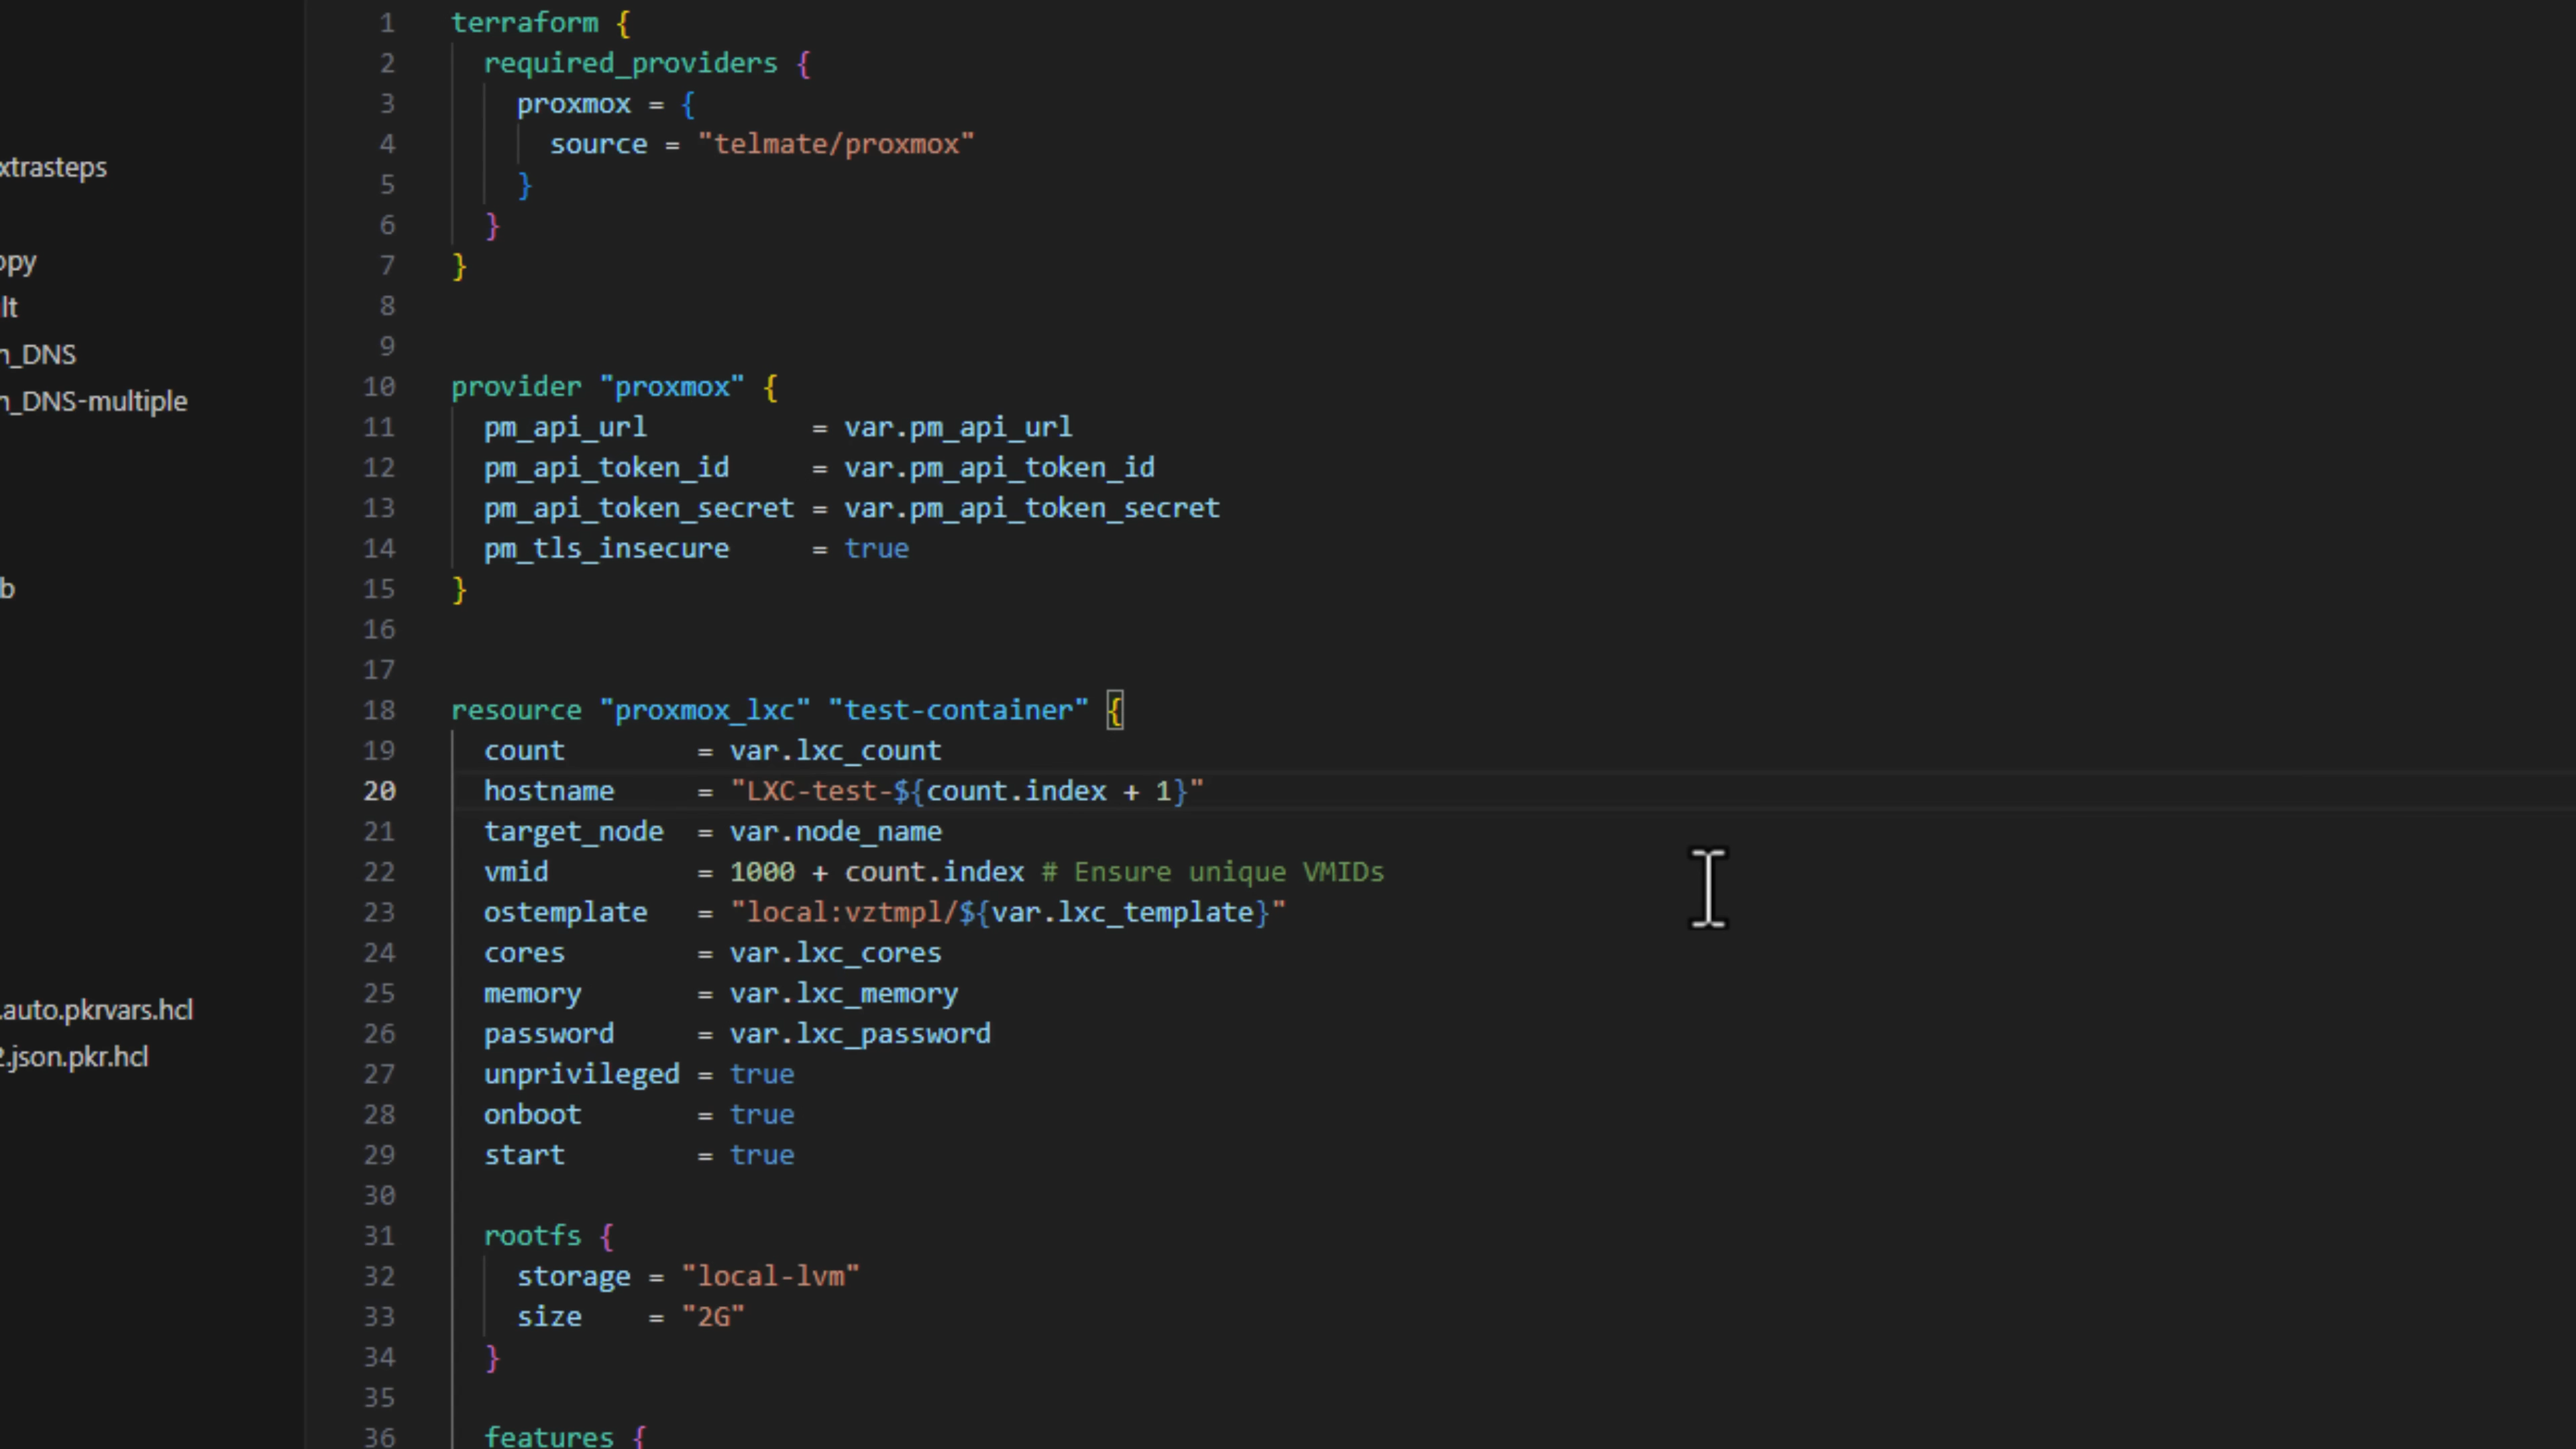 xtrasteps
opy
lt
n_DNS
n_DNS-multiple
b
.auto.pkrvars.hcl
2.json.pkr.hcl
1 terraform {
2   required_providers {
3     proxmox = {
4       source = "telmate/proxmox"
5     }
6   }
7 }
8
9
10 provider "proxmox" {
11   pm_api_url          = var.pm_api_url
12   pm_api_token_id     = var.pm_api_token_id
13   pm_api_token_secret = var.pm_api_token_secret
14   pm_tls_insecure     = true
15 }
16
17
18 resource "proxmox_lxc" "test-container" {
19   count        = var.lxc_count
20   hostname     = "LXC-test-${count.index + 1}"
21   target_node  = var.node_name
22   vmid         = 1000 + count.index # Ensure unique VMIDs
23   ostemplate   = "local:vztmpl/${var.lxc_template}"
24   cores        = var.lxc_cores
25   memory       = var.lxc_memory
26   password     = var.lxc_password
27   unprivileged = true
28   onboot       = true
29   start        = true
30
31   rootfs {
32     storage = "local-lvm"
33     size    = "2G"
34   }
35
36   features {